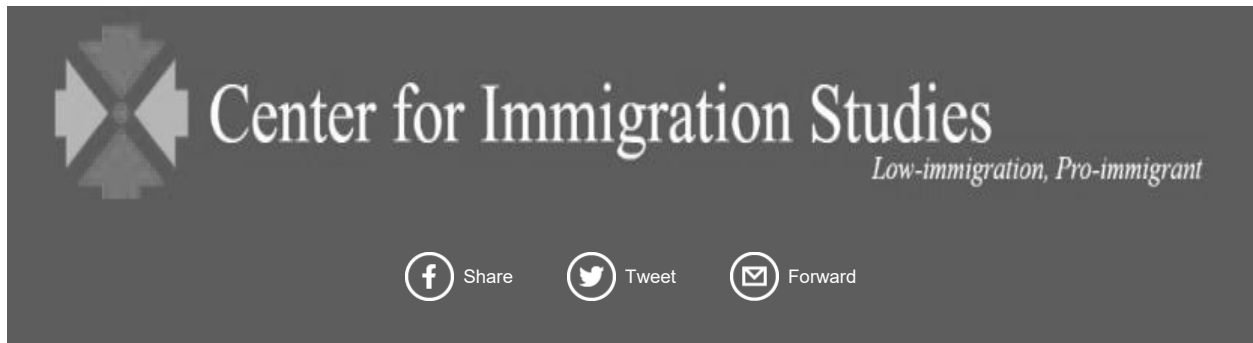 Center for Immigration Studies
Low-immigration, Pro-immigrant
Share Tweet Forward